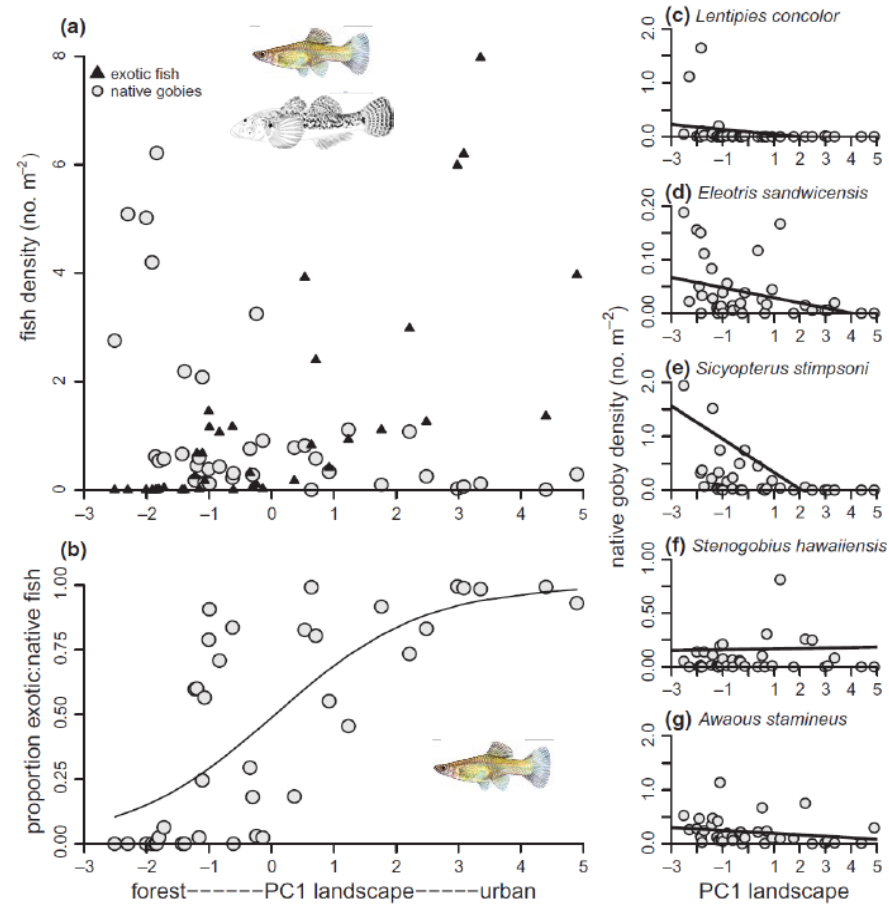 (a)
▲ exotic fish
○ native gobies
fish density (no. m⁻²)
8
6
4
2
0
−3 −2 −1 0 1 2 3 4 5
(b)
proportion exotic:native fish
1.00
0.75
0.50
0.25
0.00
−3 −2 −1 0 1 2 3 4 5
forest------PC1 landscape-----urban
native goby density (no. m⁻²)
(c) Lentipies concolor
2.0
1.0
0.0
−3 −1 1 2 3 4 5
(d) Eleotris sandwicensis
0.20
0.10
0.00
−3 −1 1 2 3 4 5
(e) Sicyopterus stimpsoni
2.0
1.0
0.0
−3 −1 1 2 3 4 5
(f) Stenogobius hawaiiensis
1.00
0.50
0.00
−3 −1 1 2 3 4 5
(g) Awaous stamineus
2.0
1.0
0.0
−3 −1 1 2 3 4 5
PC1 landscape